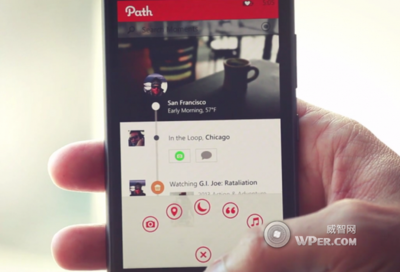 Path
San Francisco
Early Morning, 57°F
In the Loop, Chicago
Watching G.I. Joe: Rataliation
威智网
WPer.com